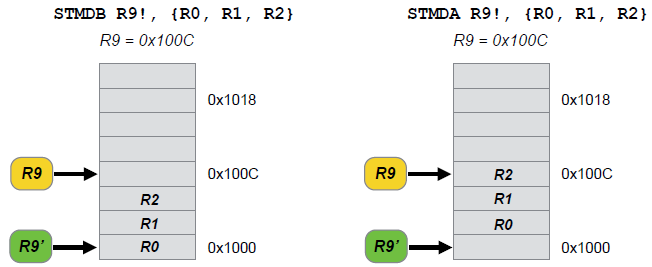 STMDB R9!, {R0, R1, R2}
R9 = 0x100C
0x1018
R9
0x100C
R2
R1
R9’
R0
0x1000
STMDA R9!, {R0, R1, R2}
R9 = 0x100C
0x1018
R9
R2
0x100C
R1
R0
R9’
0x1000